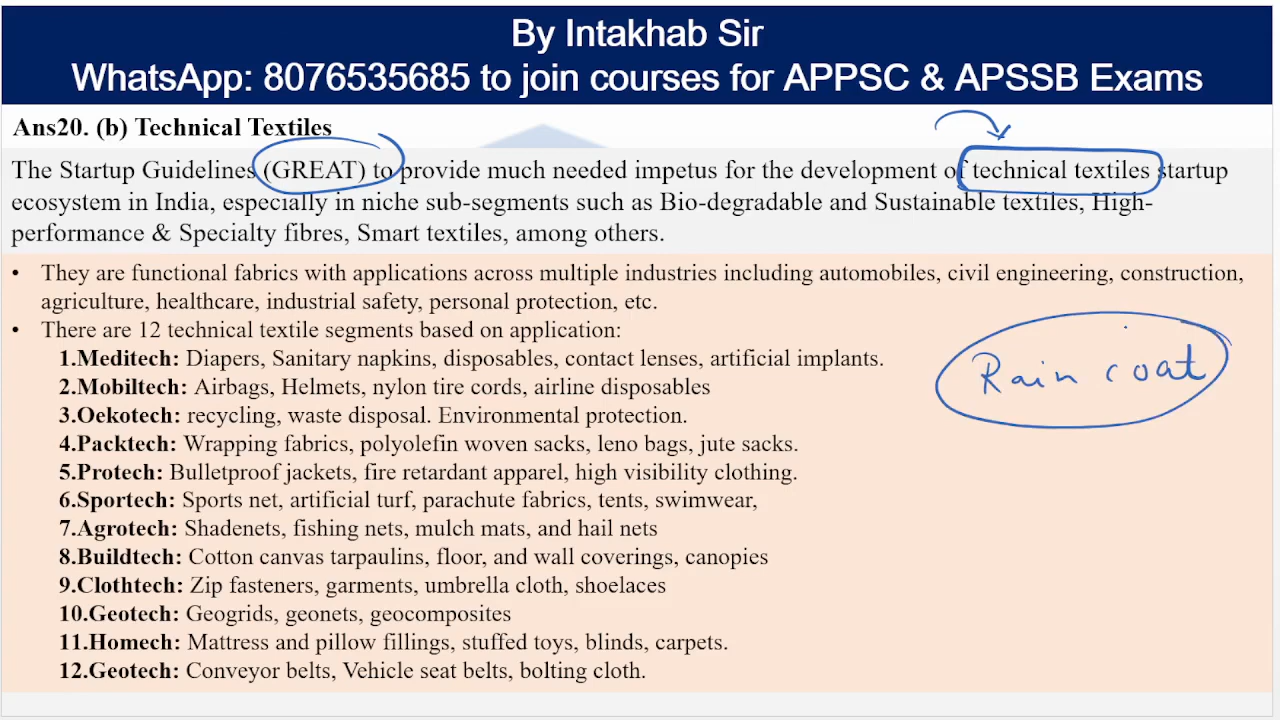 By Intakhab Sir
WhatsApp: 8076535685 to join courses for APPSC & APSSB Exams
Ans20. (b) Technical Textiles
The Startup Guidelines (GREAT) to provide much needed impetus for the development of technical textiles startup
ecosystem in India, especially in niche sub-segments such as Bio-degradable and Sustainable textiles, High-
performance & Specialty fibres, Smart textiles, among others.
• They are functional fabrics with applications across multiple industries including automobiles, civil engineering, construction,
agriculture, healthcare, industrial safety, personal protection, etc.
• There are 12 technical textile segments based on application:
1.Meditech: Diapers, Sanitary napkins, disposables, contact lenses, artificial implants.
2.Mobiltech: Airbags, Helmets, nylon tire cords, airline disposables
Rain coat
3.Oekotech: recycling, waste disposal. Environmental protection.
4.Packtech: Wrapping fabrics, polyolefin woven sacks, leno bags, jute sacks.
5.Protech: Bulletproof jackets, fire retardant apparel, high visibility clothing.
6.Sportech: Sports net, artificial turf, parachute fabrics, tents, swimwear,
7.Agrotech: Shadenets, fishing nets, mulch mats, and hail nets
8.Buildtech: Cotton canvas tarpaulins, floor, and wall coverings, canopies
9.Clothtech: Zip fasteners, garments, umbrella cloth, shoelaces
10.Geotech: Geogrids, geonets, geocomposites
11.Homech: Mattress and pillow fillings, stuffed toys, blinds, carpets.
12.Geotech: Conveyor belts, Vehicle seat belts, bolting cloth.